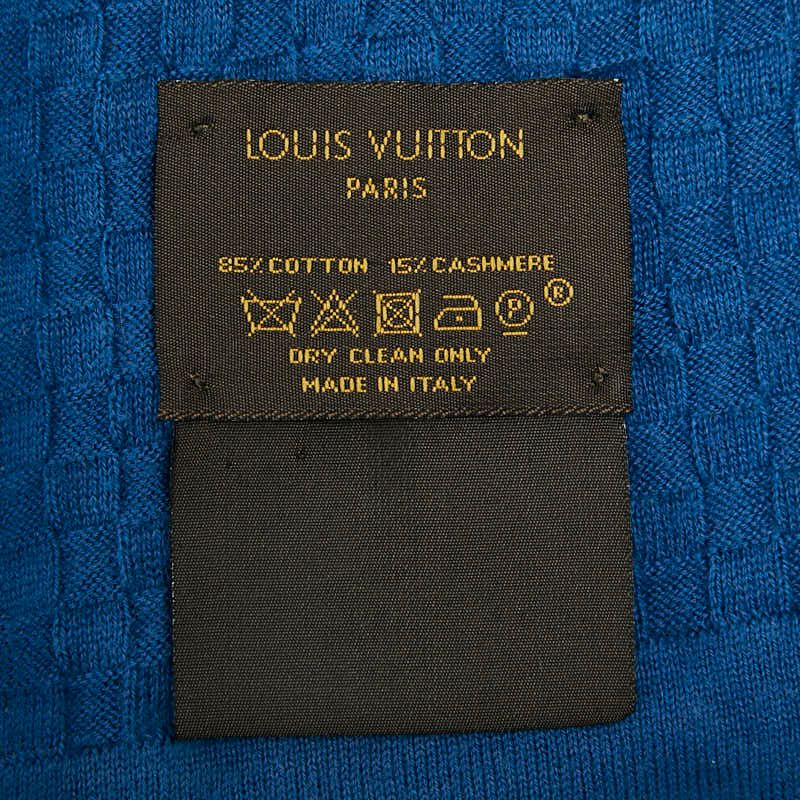 LOUIS VUITTON
PARIS
85% COTTON 15% CASHMERE
P ®
DRY CLEAN ONLY
MADE IN ITALY